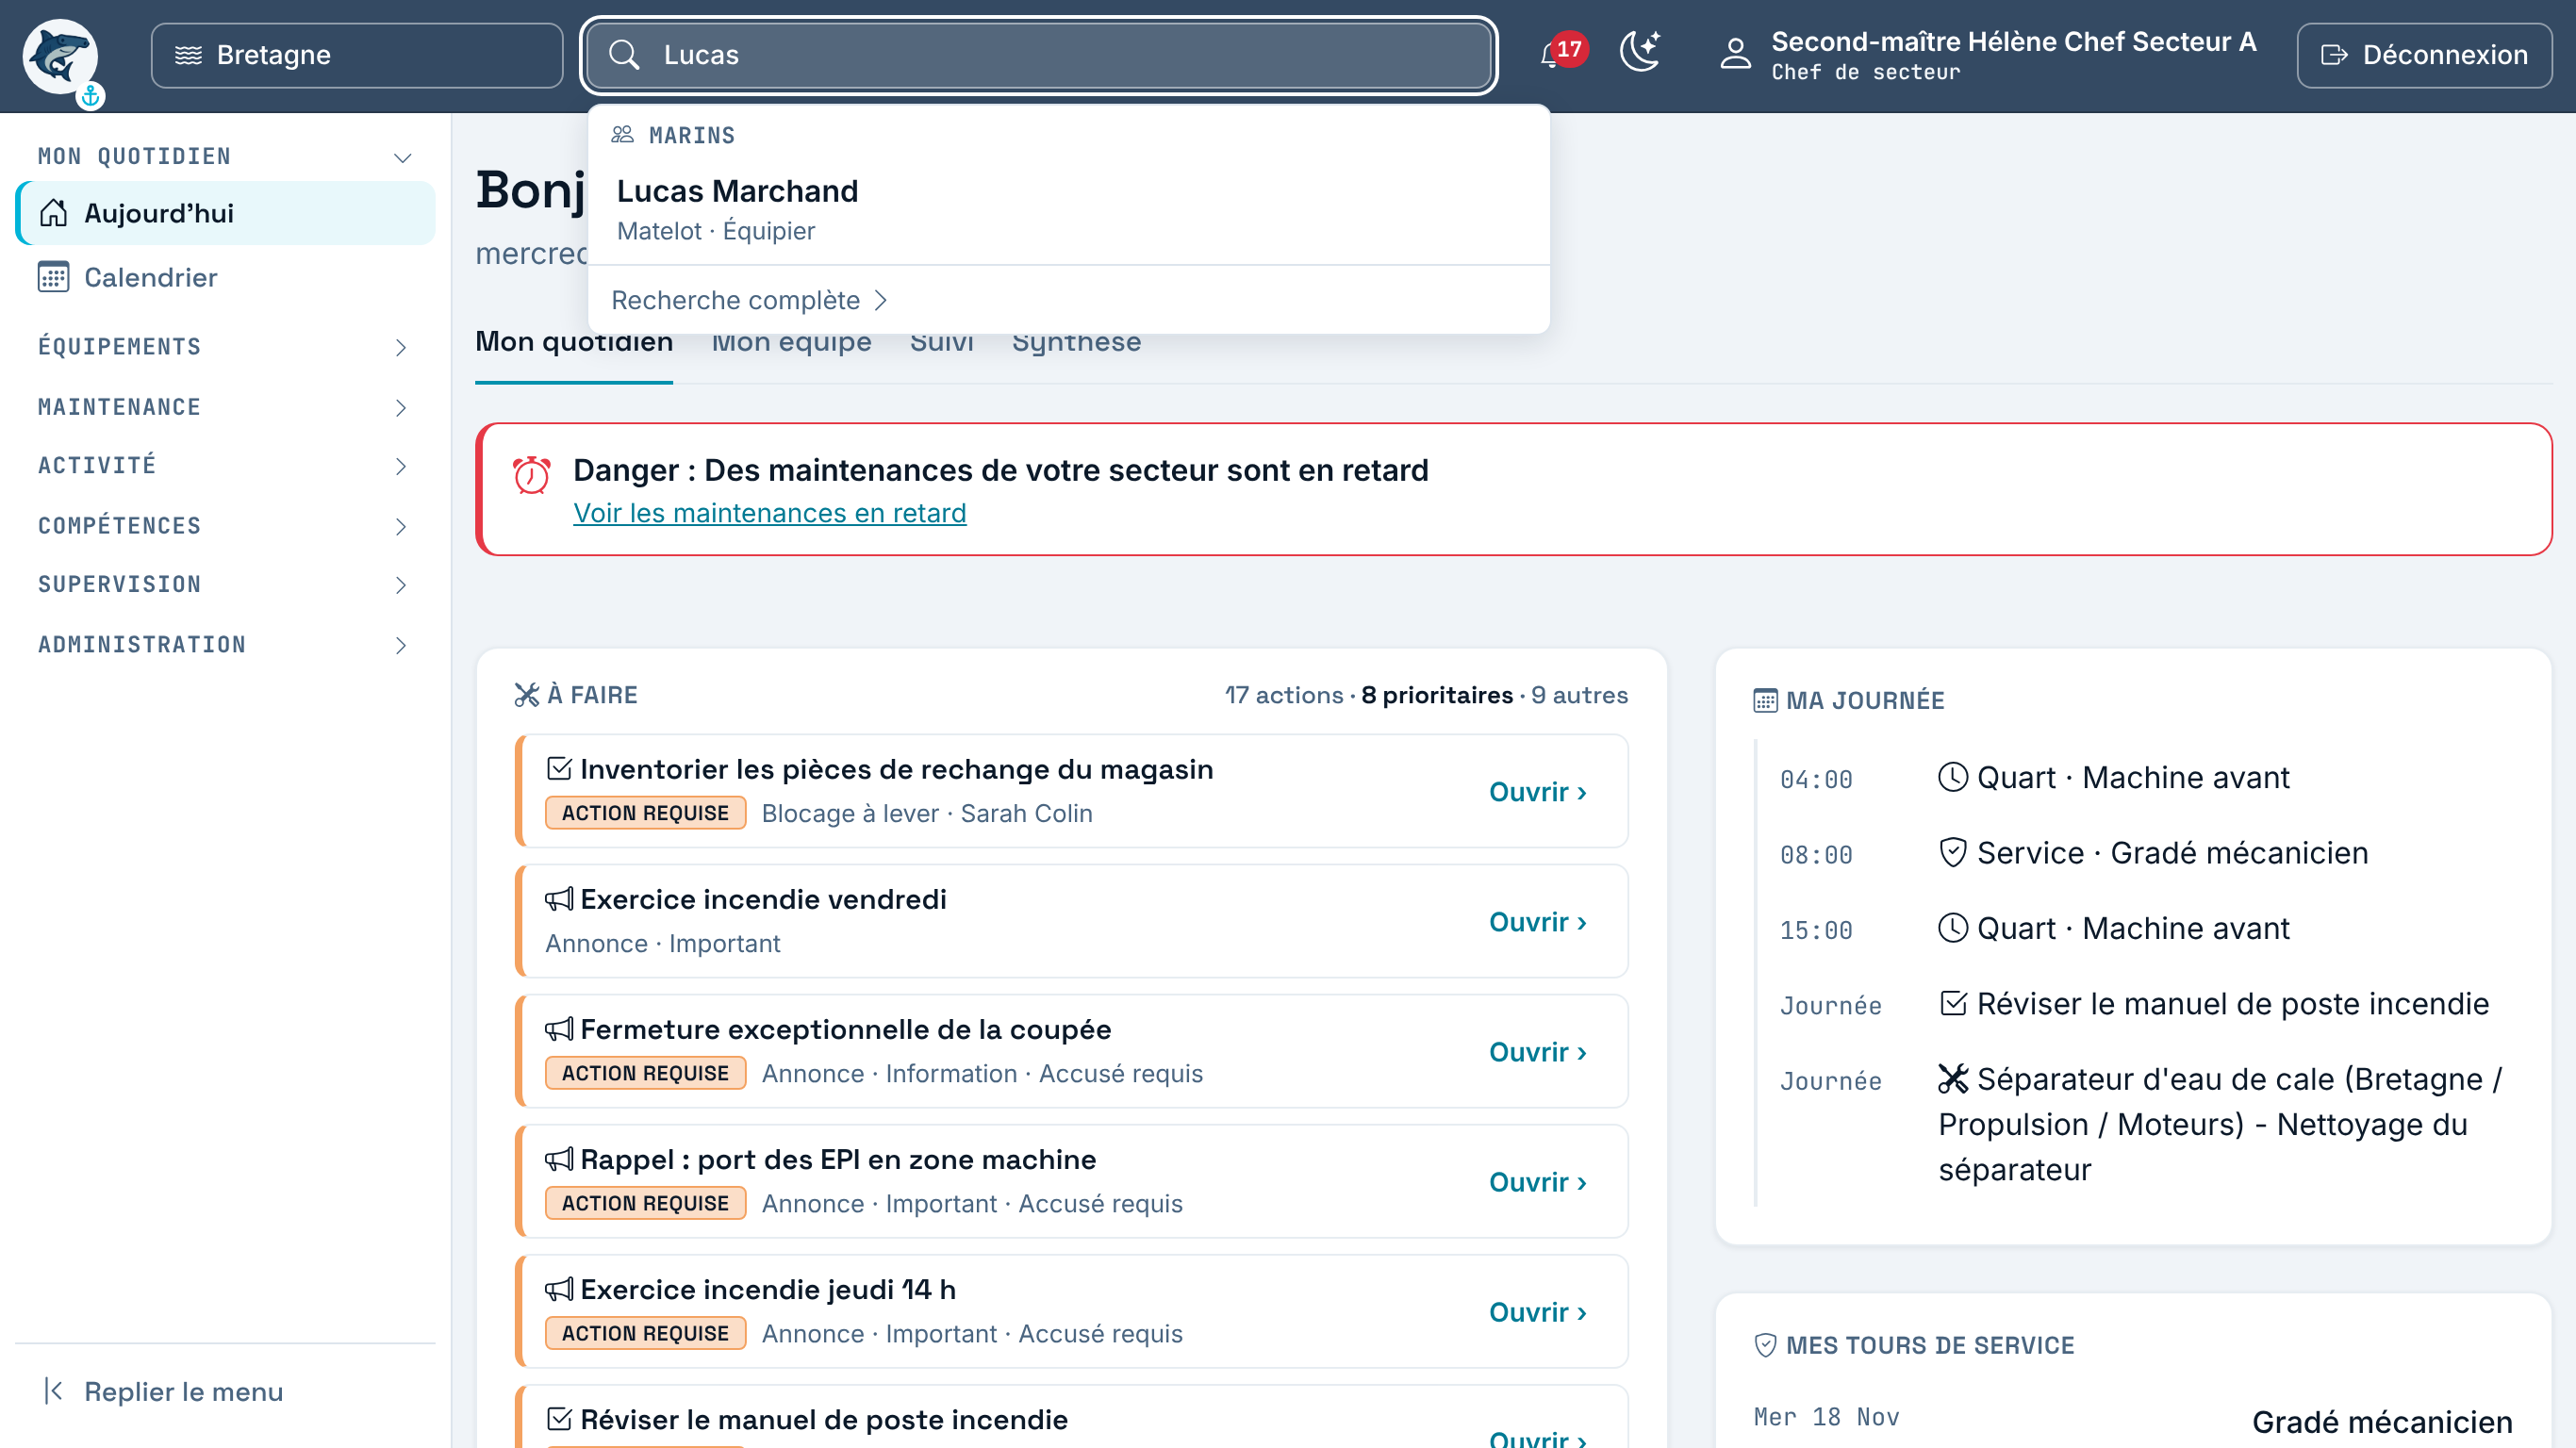 Bretagne
Lucas
17
Second-maître Hélène Chef Secteur A
Chef de secteur
Déconnexion
MON QUOTIDIEN
Aujourd'hui
Calendrier
ÉQUIPEMENTS
MAINTENANCE
ACTIVITÉ
COMPÉTENCES
SUPERVISION
ADMINISTRATION
Replier le menu
MARINS
Lucas Marchand
Matelot · Équipier
Recherche complète
Mon quotidien
Mon équipe
Suivi
Synthèse
Danger : Des maintenances de votre secteur sont en retard
Voir les maintenances en retard
À FAIRE
17 actions · 8 prioritaires · 9 autres
Inventorier les pièces de rechange du magasin
ACTION REQUISE Blocage à lever · Sarah Colin
Ouvrir ›
Exercice incendie vendredi
Annonce · Important
Ouvrir ›
Fermeture exceptionnelle de la coupée
ACTION REQUISE Annonce · Information · Accusé requis
Ouvrir ›
Rappel : port des EPI en zone machine
ACTION REQUISE Annonce · Important · Accusé requis
Ouvrir ›
Exercice incendie jeudi 14 h
ACTION REQUISE Annonce · Important · Accusé requis
Ouvrir ›
Réviser le manuel de poste incendie
Ouvrir ›
MA JOURNÉE
04:00 Quart · Machine avant
08:00 Service · Gradé mécanicien
15:00 Quart · Machine avant
Journée Réviser le manuel de poste incendie
Journée Séparateur d'eau de cale (Bretagne /
Propulsion / Moteurs) - Nettoyage du
séparateur
MES TOURS DE SERVICE
Mer 18 Nov
Gradé mécanicien